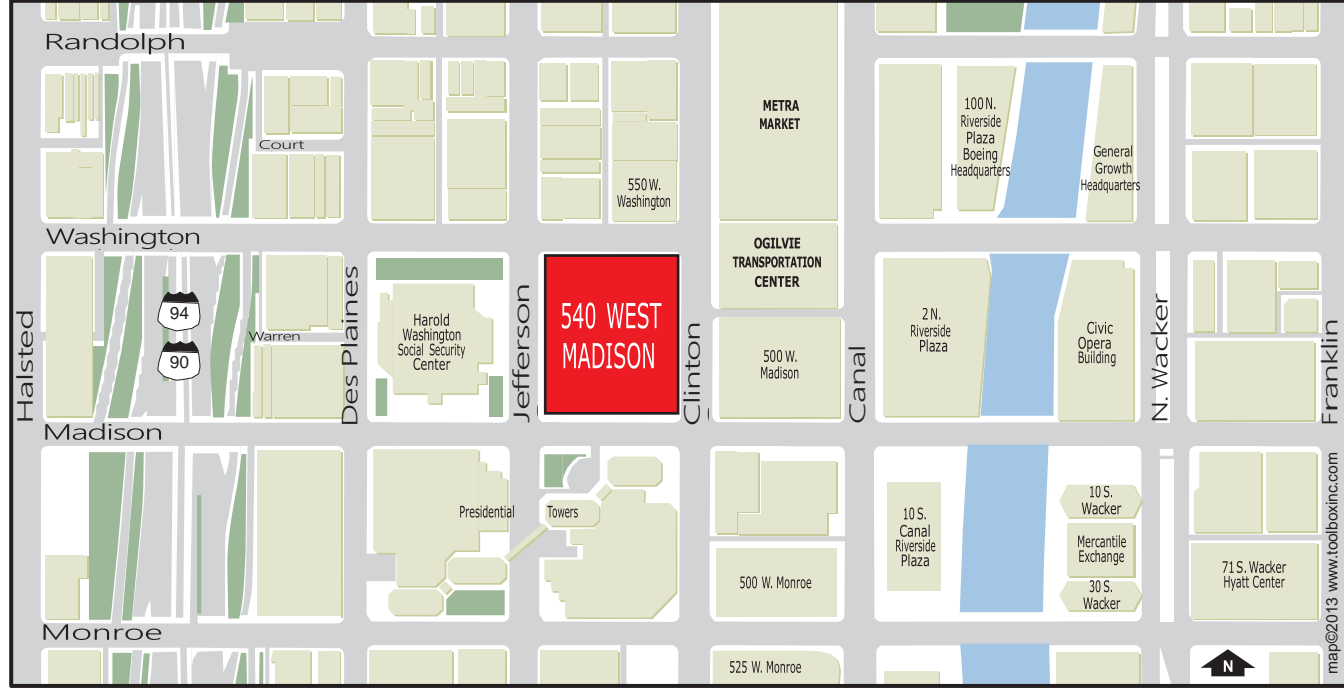 Randolph
METRA
MARKET
100 N.
Riverside
Plaza
Boeing
Headquarters
General
Growth
Headquarters
Court
550 W.
Washington
Washington
OGILVIE
TRANSPORTATION
CENTER
Halsted
94
90
Warren
Des Plaines
Harold
Washington
Social Security
Center
Jefferson
540 WEST
MADISON
Clinton
500 W.
Madison
Canal
2 N.
Riverside
Plaza
Civic
Opera
Building
N. Wacker
Franklin
Madison
Presidential
Towers
10 S.
Canal
Riverside
Plaza
10 S.
Wacker
Mercantile
Exchange
30 S.
Wacker
500 W. Monroe
71 S. Wacker
Hyatt Center
Monroe
525 W. Monroe
N
map©2013 www.toolboxinc.com